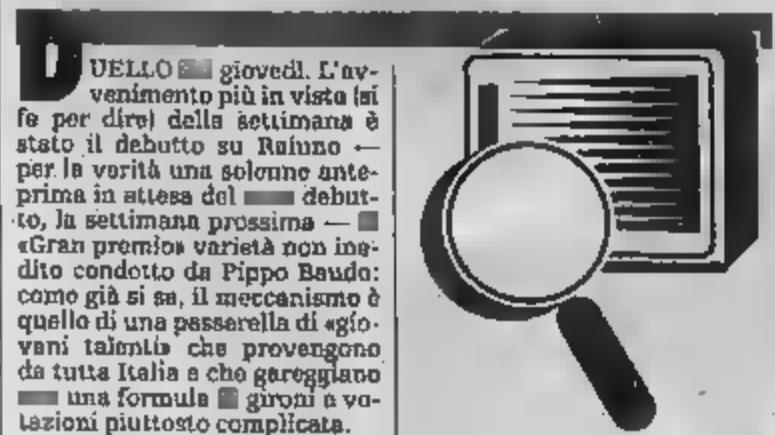 DUELLO giovedì. L'av-
venimento più in vista (si
fa per dire) della settimana è
stato il debutto su Raiuno —
per la verità una solenne ante-
prima in attesa del debut-
to, la settimana prossima —
«Gran premio» varietà non ine-
dito condotto da Pippo Baudo:
come già si sa, il meccanismo è
quello di una passerella di «gio-
vani talenti» che provengono
da tutta Italia e che gareggiano
una formula gironi e vo-
tazioni piuttosto complicata.